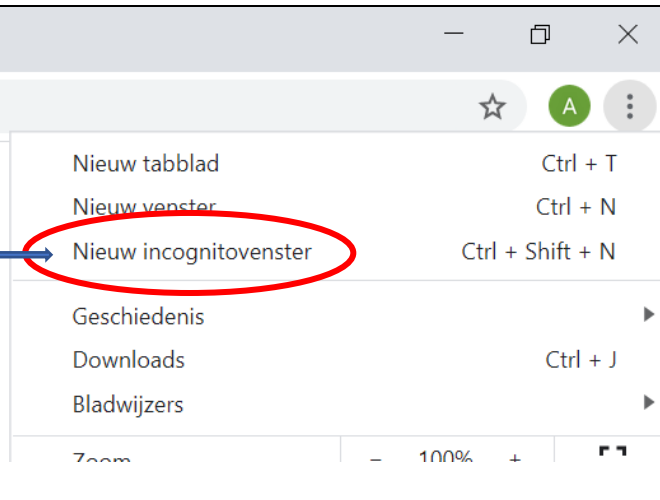 A
Nieuw tabblad Ctrl + T
Nieuw venster Ctrl + N
Nieuw incognitovenster Ctrl + Shift + N
Geschiedenis
Downloads Ctrl + J
Bladwijzers
Zoom - 100% +